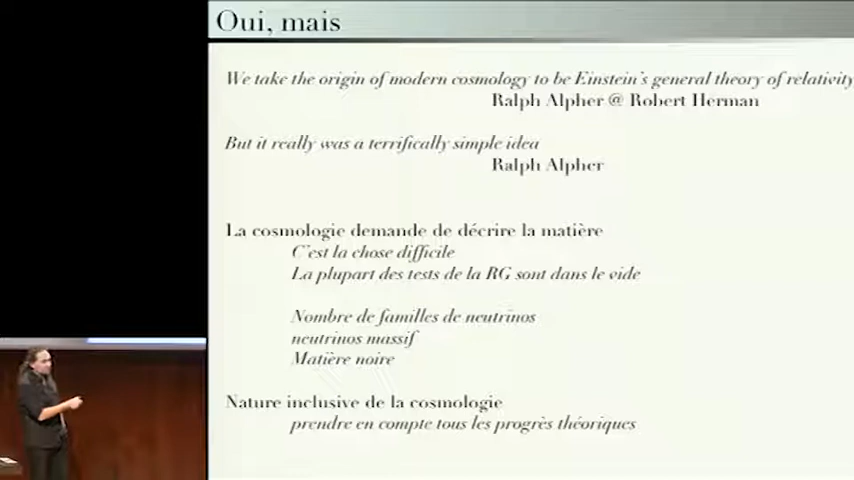 Oui, mais
We take the origin of modern cosmology to be Einstein's general theory of relativity
Ralph Alpher @ Robert Herman
But it really was a terrifically simple idea
Ralph Alpher
La cosmologie demande de décrire la matière
C'est la chose difficile
La plupart des tests de la RG sont dans le vide
Nombre de familles de neutrinos
neutrinos massif
Matière noire
Nature inclusive de la cosmologie
prendre en compte tous les progrès théoriques